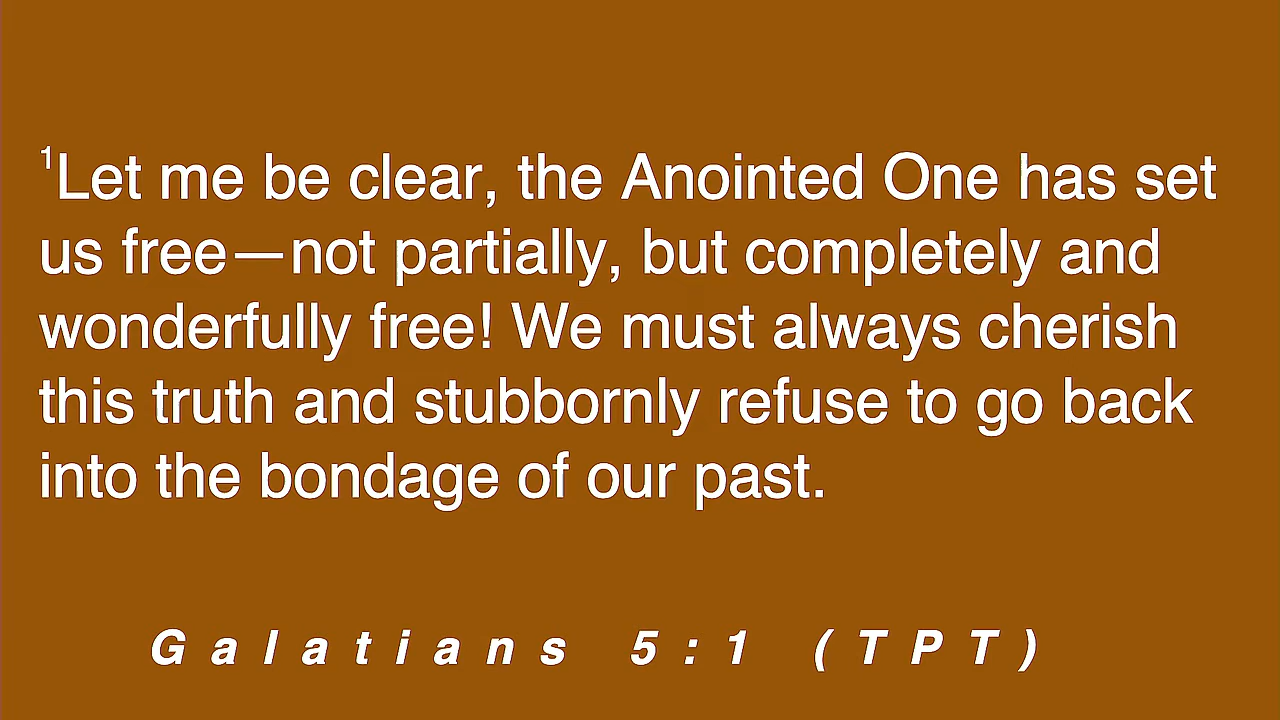 ¹Let me be clear, the Anointed One has set
us free—not partially, but completely and
wonderfully free! We must always cherish
this truth and stubbornly refuse to go back
into the bondage of our past.
Galatians 5:1 (TPT)